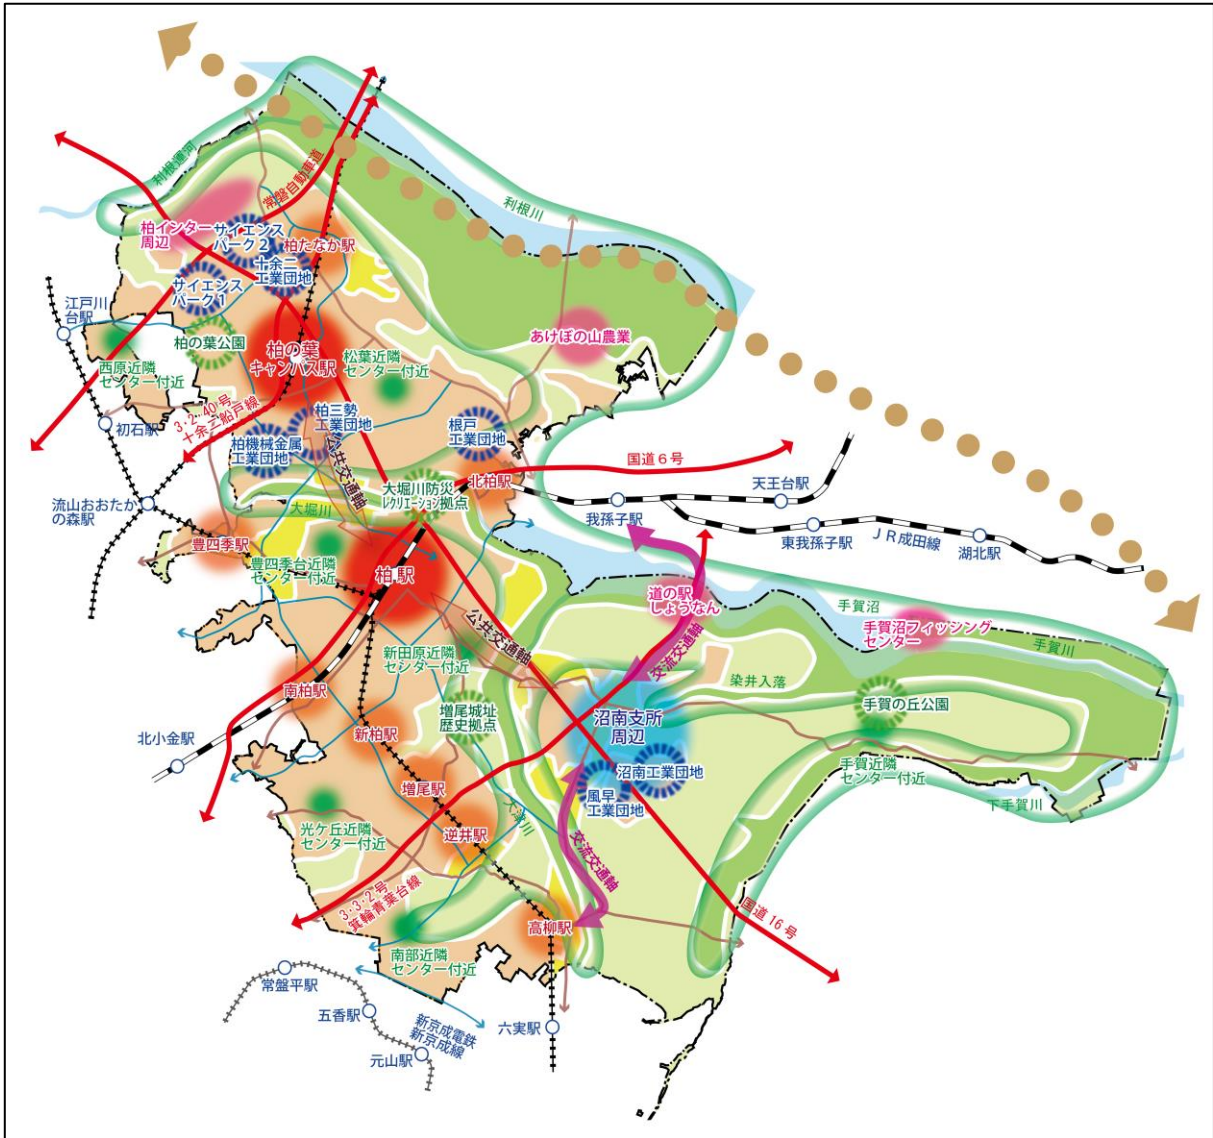 利根運河
常磐自動車道
利根川
柏インター
周辺
サイエンス
パーク2
柏たなか駅
十余二
工業団地
サイエンス
パーク1
江戸川
台駅
柏の葉公園
柏の葉
キャンパス駅
松葉近隣
センター付近
あけぼの山農業
西原近隣
センター付近
初石駅
3・2・40号
十余二船戸線
柏三勢
工業団地
柏機械金属
工業団地
根戸
工業団地
公共交通軸
国道6号
北柏駅
天王台駅
流山おおたか
の森駅
大堀川
大堀川防災
レクリエーション拠点
我孫子駅
東我孫子駅
JR成田線
湖北駅
豊四季駅
豊四季台近隣
センター付近
柏駅
道の駅
しょうなん
手賀沼
手賀沼フィッシング
センター
手賀川
公共交通軸
交流交通軸
新田原近隣
センター付近
染井入落
南柏駅
増尾城址
歴史拠点
沼南支所
周辺
手賀の丘公園
新柏駅
北小金駅
沼南工業団地
手賀近隣
センター付近
増尾駅
風早
工業団地
下手賀川
光ケ丘近隣
センター付近
逆井駅
大津川
交流交通軸
3・3・2号
箕輪青葉台線
国道16号
高柳駅
南部近隣
センター付近
常盤平駅
五香駅
新京成電鉄
新京成線
六実駅
元山駅